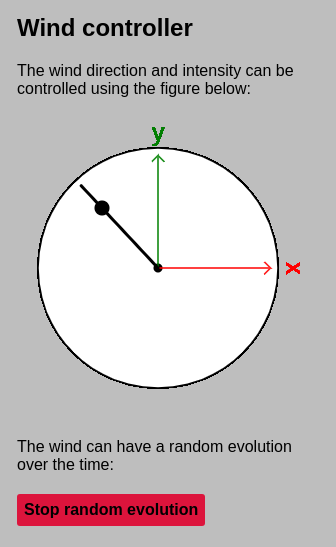 Wind controller
The wind direction and intensity can be
controlled using the figure below:
y
x
The wind can have a random evolution
over the time:
Stop random evolution